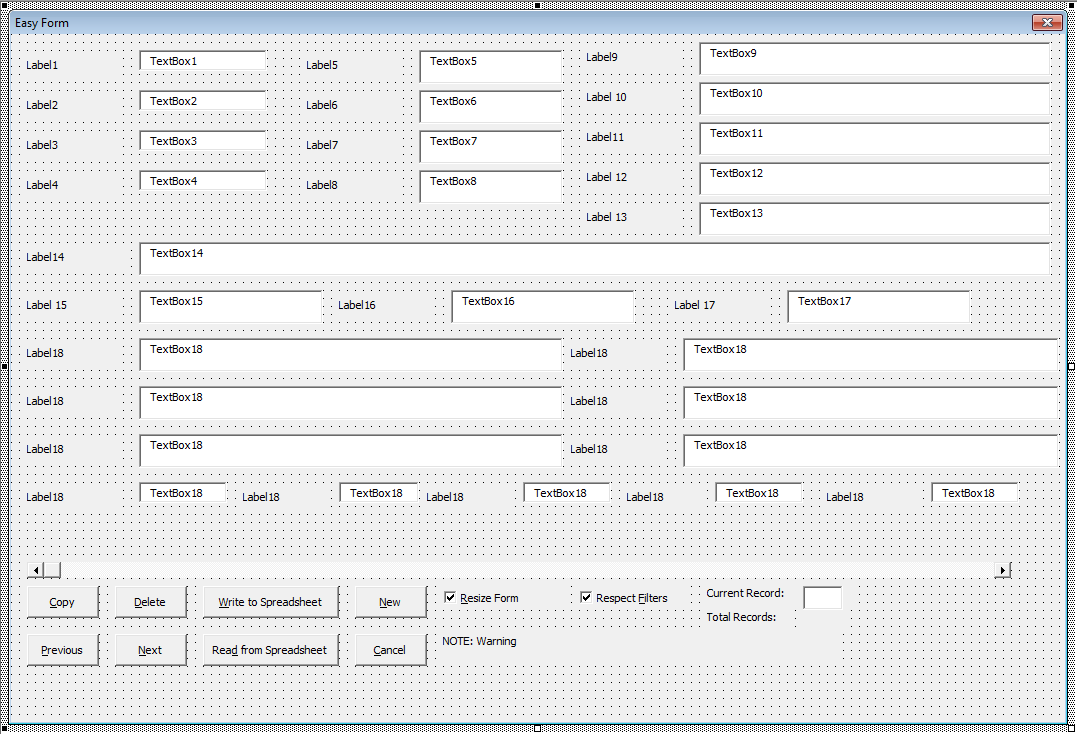 Easy Form
Label1 TextBox1 Label5 TextBox5 Label9 TextBox9
Label2 TextBox2 Label6 TextBox6 Label 10 TextBox10
Label3 TextBox3 Label7 TextBox7 Label11 TextBox11
Label4 TextBox4 Label8 TextBox8 Label 12 TextBox12
Label 13 TextBox13
Label14 TextBox14
Label 15 TextBox15 Label16 TextBox16 Label 17 TextBox17
Label18 TextBox18 Label18 TextBox18
Label18 TextBox18 Label18 TextBox18
Label18 TextBox18 Label18 TextBox18
Label18 TextBox18 Label18 TextBox18 Label18 TextBox18 Label18 TextBox18 Label18 TextBox18
Copy Delete Write to Spreadsheet New Resize Form Respect Filters Current Record:
Total Records:
Previous Next Read from Spreadsheet Cancel NOTE: Warning